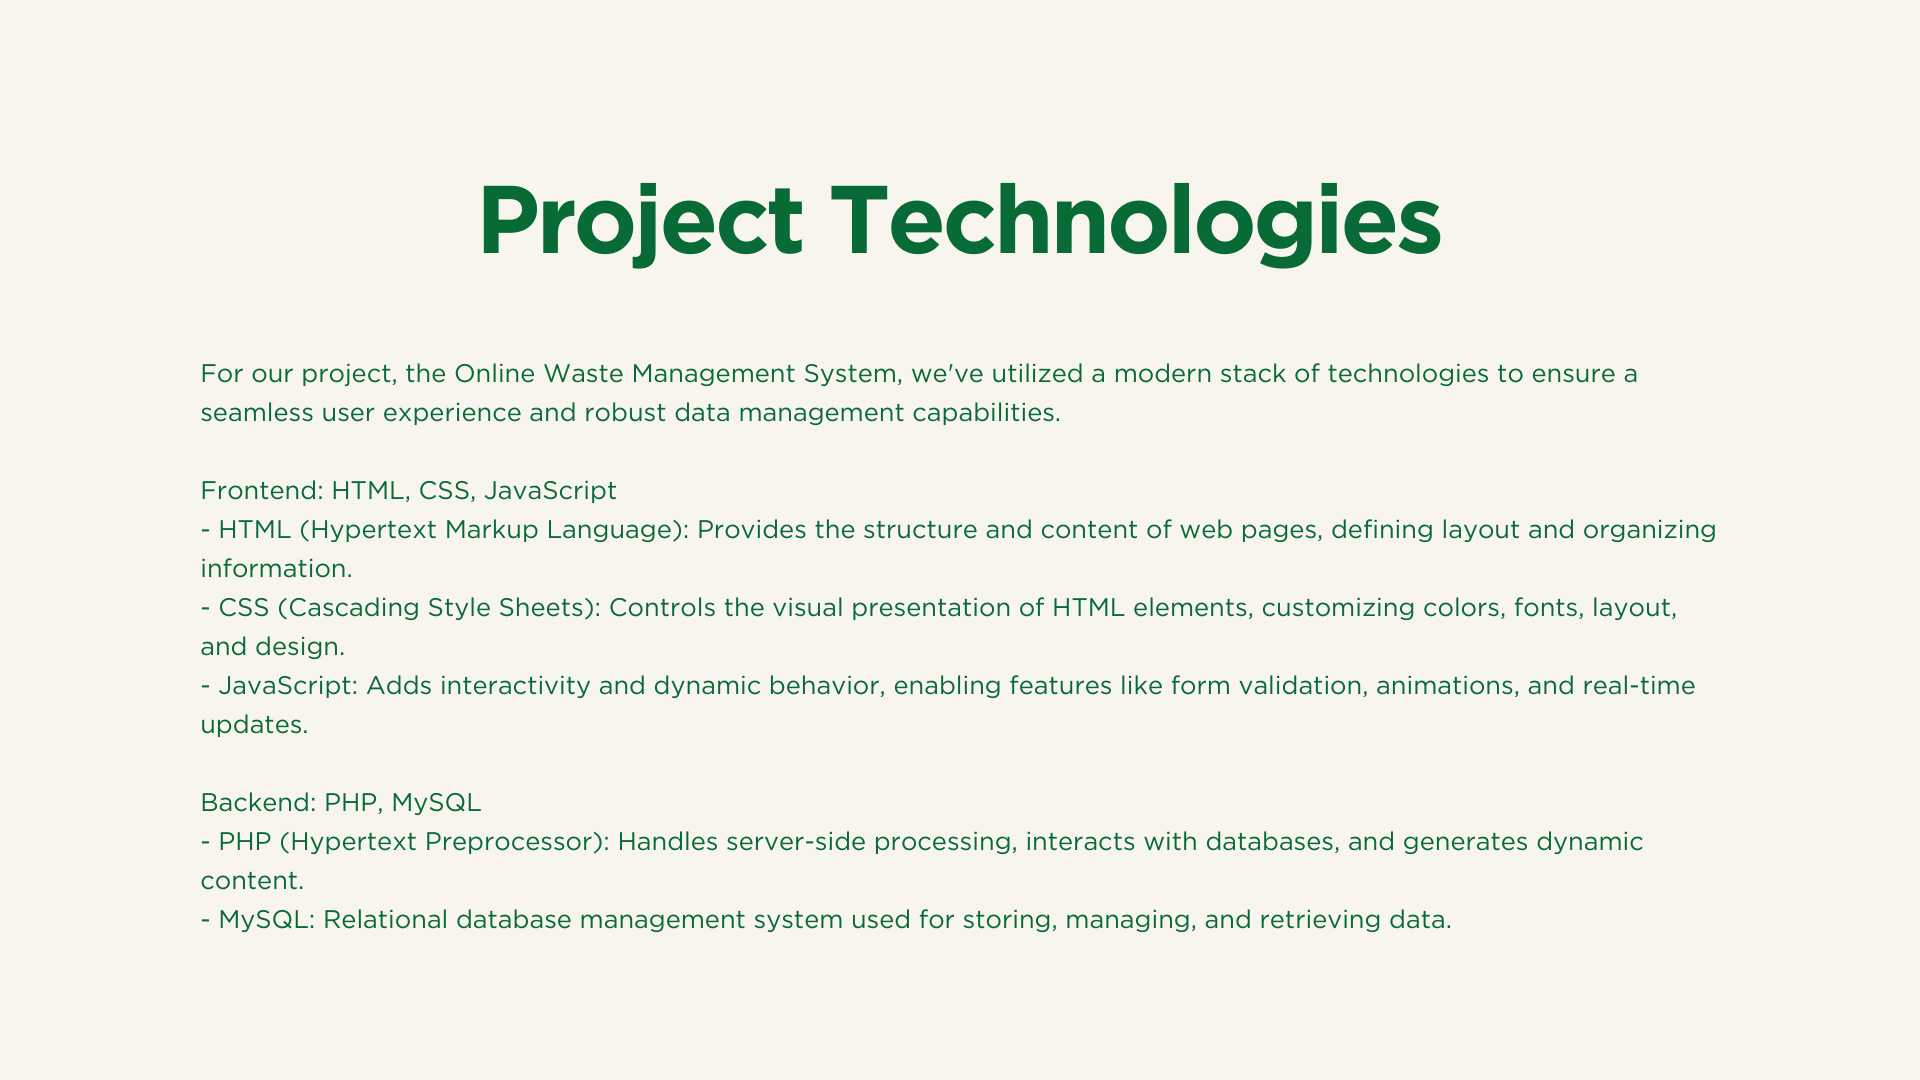 Project Technologies
For our project, the Online Waste Management System, we've utilized a modern stack of technologies to ensure a
seamless user experience and robust data management capabilities.
Frontend: HTML, CSS, JavaScript
- HTML (Hypertext Markup Language): Provides the structure and content of web pages, defining layout and organizing
information.
- CSS (Cascading Style Sheets): Controls the visual presentation of HTML elements, customizing colors, fonts, layout,
and design.
- JavaScript: Adds interactivity and dynamic behavior, enabling features like form validation, animations, and real-time
updates.
Backend: PHP, MySQL
- PHP (Hypertext Preprocessor): Handles server-side processing, interacts with databases, and generates dynamic
content.
- MySQL: Relational database management system used for storing, managing, and retrieving data.